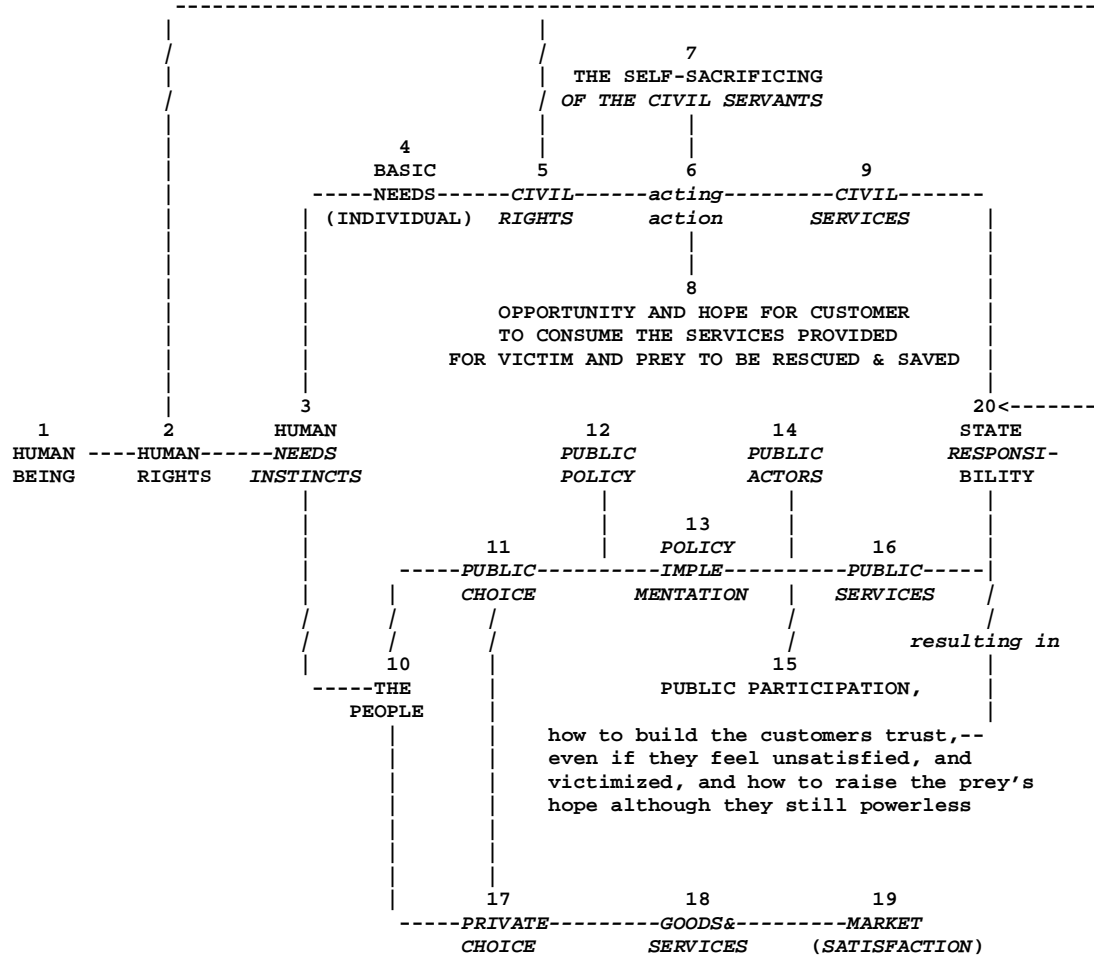 7
THE SELF-SACRIFICING
OF THE CIVIL SERVANTS
4
BASIC 5 6 9
NEEDS CIVIL acting CIVIL
(INDIVIDUAL) RIGHTS action SERVICES
8
OPPORTUNITY AND HOPE FOR CUSTOMER
TO CONSUME THE SERVICES PROVIDED
FOR VICTIM AND PREY TO BE RESCUED & SAVED
3 20
1 2 HUMAN 12 14 STATE
HUMAN HUMAN NEEDS PUBLIC PUBLIC RESPONSI-
BEING RIGHTS INSTINCTS POLICY ACTORS BILITY
13
11 POLICY 16
PUBLIC IMPLE PUBLIC
CHOICE MENTATION SERVICES
resulting in
10 15
THE PUBLIC PARTICIPATION,
PEOPLE
how to build the customers trust,--
even if they feel unsatisfied, and
victimized, and how to raise the prey's
hope although they still powerless
17 18 19
PRIVATE GOODS& MARKET
CHOICE SERVICES (SATISFACTION)